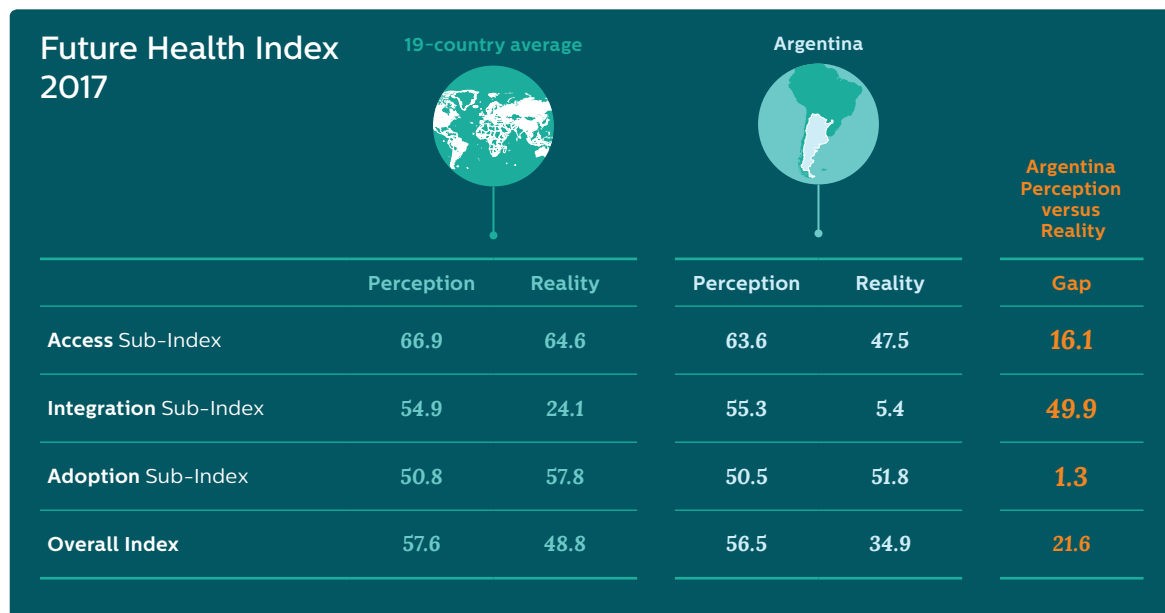 Future Health Index
2017
19-country average
Argentina
Argentina
Perception
versus
Reality
Perception Reality Perception Reality Gap
Access Sub-Index 66.9 64.6 63.6 47.5 16.1
Integration Sub-Index 54.9 24.1 55.3 5.4 49.9
Adoption Sub-Index 50.8 57.8 50.5 51.8 1.3
Overall Index 57.6 48.8 56.5 34.9 21.6